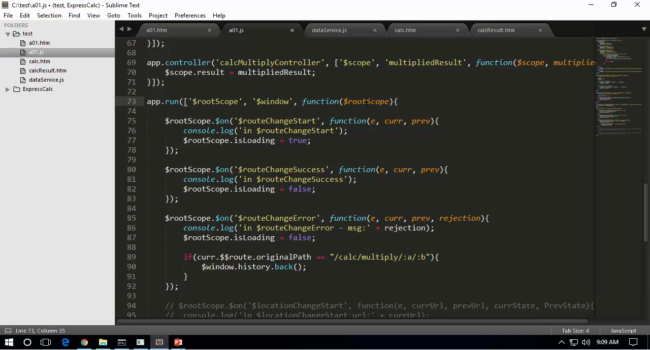 C:\test\a01.js • (test, ExpressCalc) - Sublime Text
File Edit Selection Find View Goto Tools Project Preferences Help
FOLDERS
test
a01.htm
a01.js
calc.htm
calcResult.htm
dataService.js
ExpressCalc
a01.htm a01.js dataService.js calc.htm calcResult.htm
67 }]);
68
69 app.controller('calcMultiplyController', ['$scope', 'multipliedResult', function($scope, multiplie
70 $scope.result = multipliedResult;
71 }]);
72
73 app.run(['$rootScope', '$window', function($rootScope){
74
75 $rootScope.$on('$routeChangeStart', function(e, curr, prev){
76 console.log('in $routeChangeStart');
77 $rootScope.isLoading = true;
78 });
79
80 $rootScope.$on('$routeChangeSuccess', function(e, curr, prev){
81 console.log('in $routeChangeSuccess');
82 $rootScope.isLoading = false;
83 });
84
85 $rootScope.$on('$routeChangeError', function(e, curr, prev, rejection){
86 console.log('in $routeChangeError - msg:' + rejection);
87 $rootScope.isLoading = false;
88
89 if(curr.$$route.originalPath == "/calc/multiply/:a/:b"){
90 $window.history.back();
91 }
92 });
93
94 // $rootScope.$on('$locationChangeStart', function(e, currUrl, prevUrl, currState, PrevState){
95 // console.log('in $locationChangeStart url:' + currUrl);
Line 73, Column 35 Tab Size: 4 JavaScript
9:09 AM